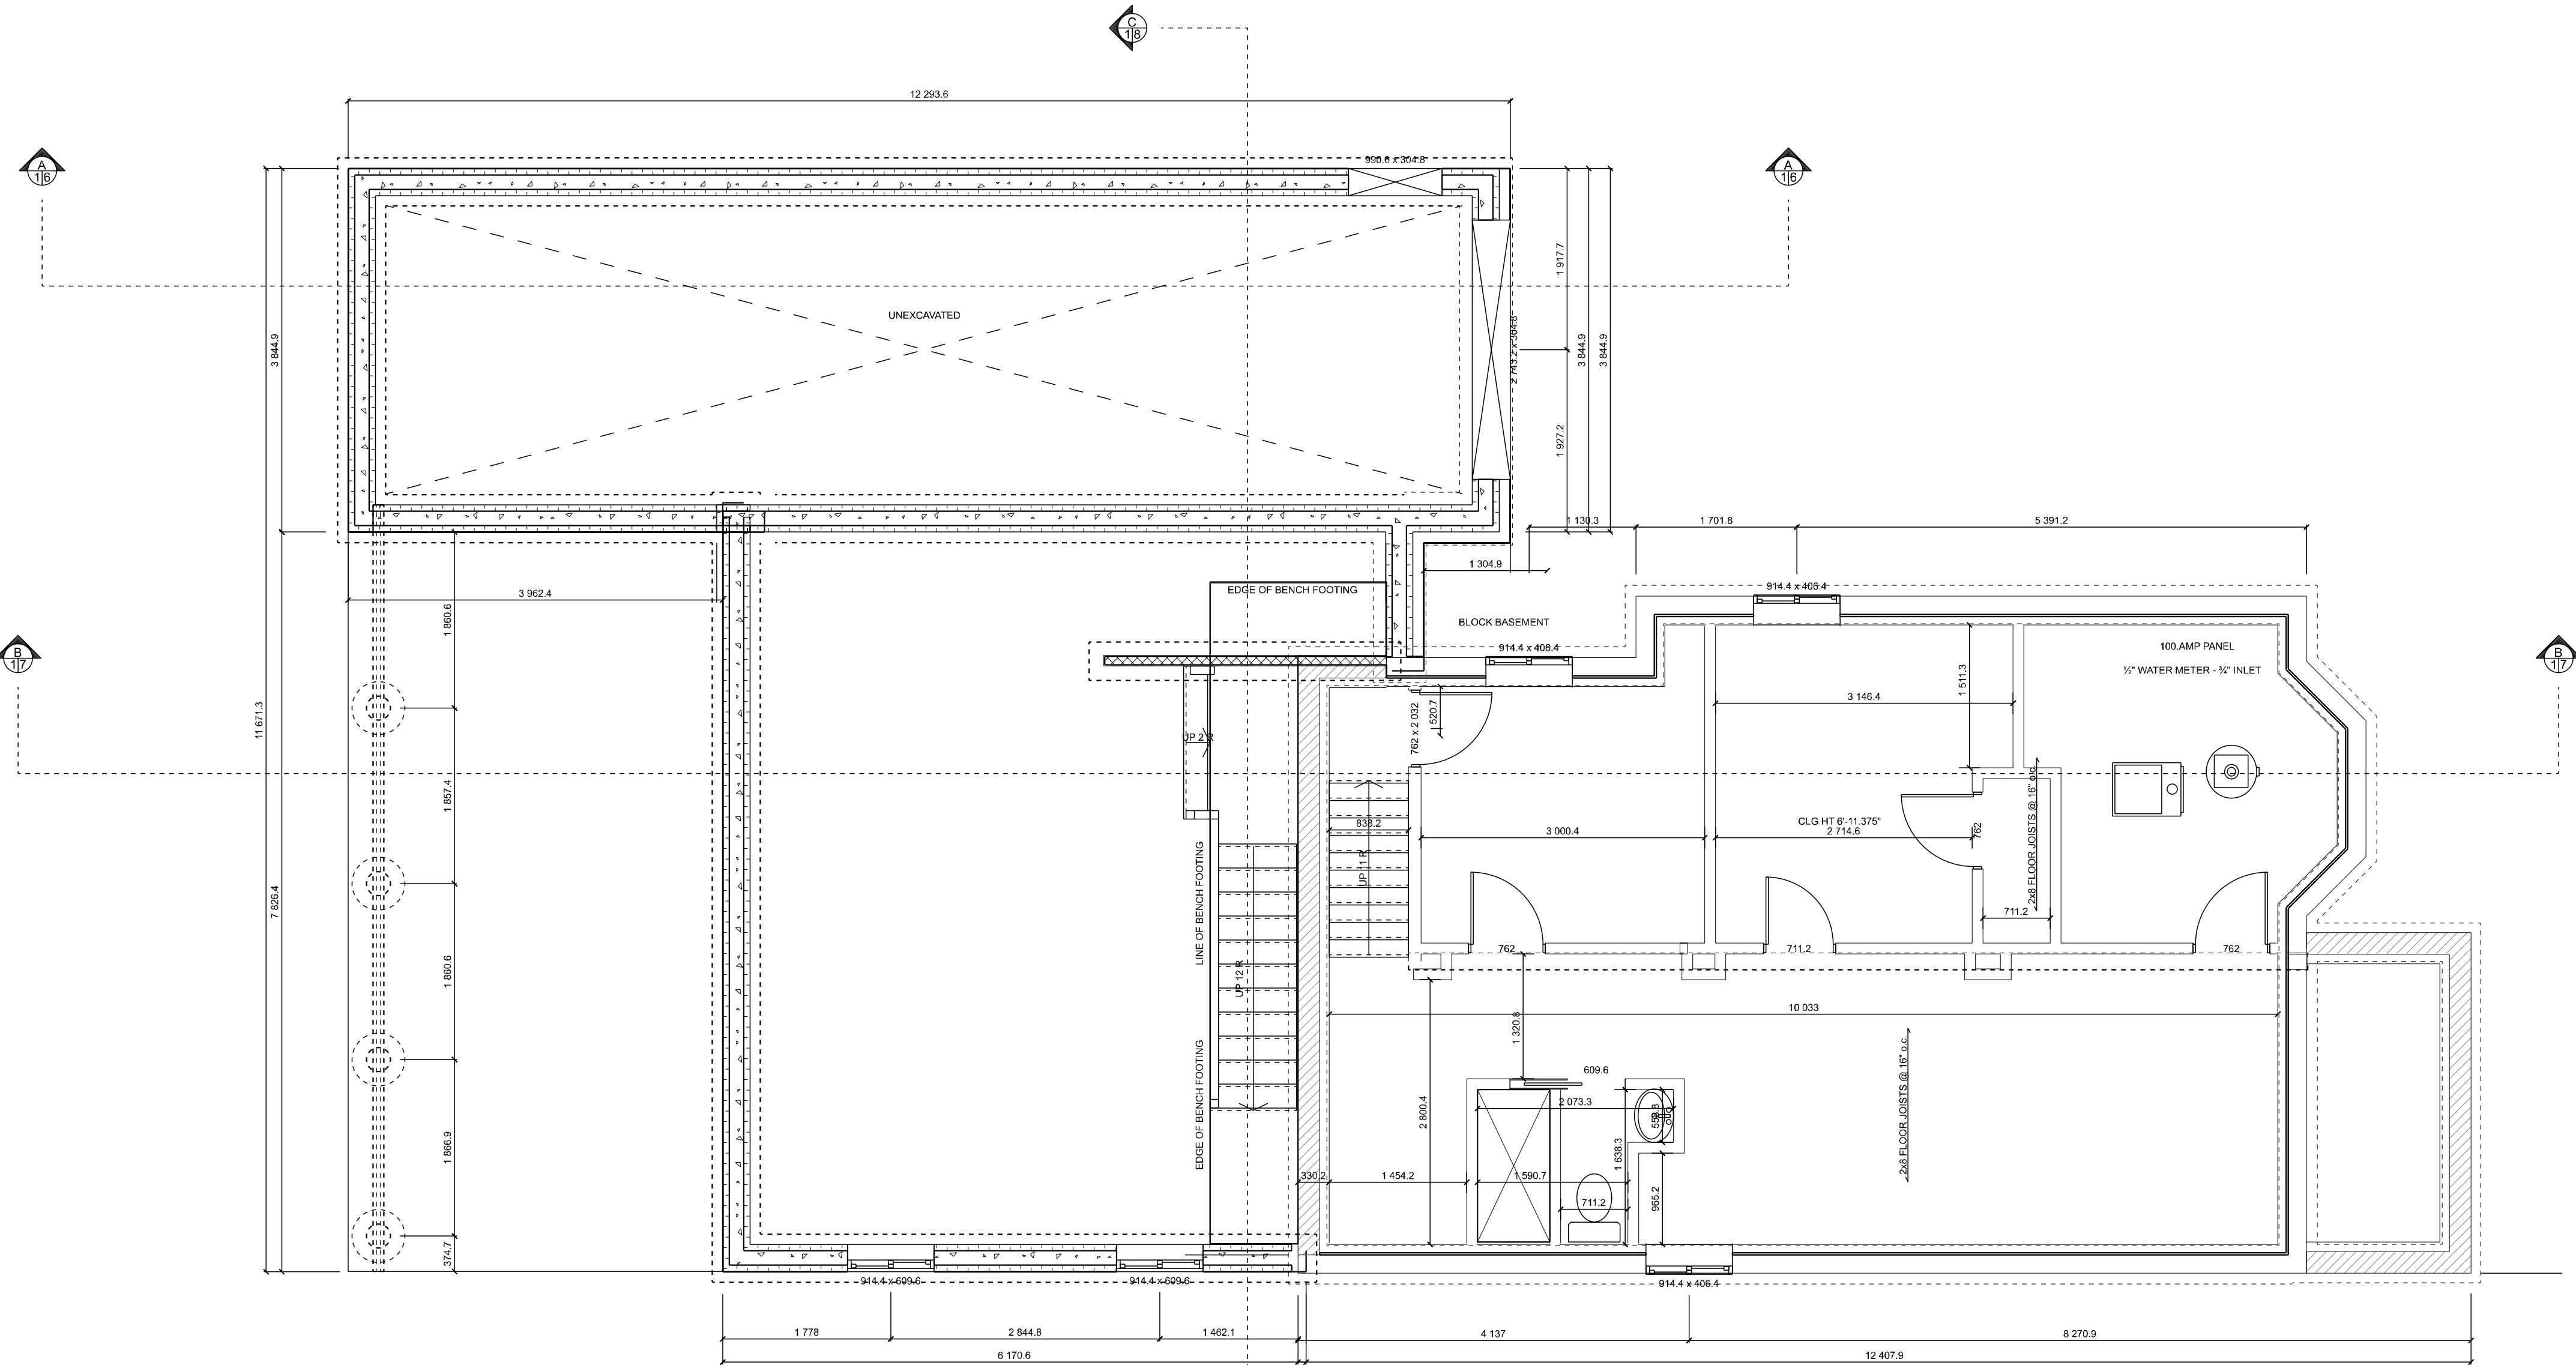 C
1 8
12 293.6
A
1 6
A
1 6
990.6 x 304.8
1 917.7
UNEXCAVATED
2 743.2 x 304.8
3 844.9
3 844.9
3 844.9
1 927.2
1 130.3
1 701.8
5 391.2
1 304.9
3 962.4
EDGE OF BENCH FOOTING
914.4 x 406.4
1 860.6
BLOCK BASEMENT
914.4 x 406.4
100.AMP PANEL
½" WATER METER - ¾" INLET
B
1 7
B
1 7
11 671.3
1 511.3
3 146.4
520.7
762 x 2 032
UP 2 R
1 857.4
838.2
3 000.4
CLG HT 6'-11.375"
2 714.6
762
2x8 FLOOR JOISTS @ 16" o.c.
UP 11 R
7 826.4
LINE OF BENCH FOOTING
711.2
762
711.2
762
1 860.6
UP 12 R
10 033
1 320.8
2x8 FLOOR JOISTS @ 16" o.c.
609.6
2 073.3
558.8
2 800.4
EDGE OF BENCH FOOTING
1 866.9
1 638.3
330.2
1 454.2
1 590.7
711.2
965.2
374.7
914.4 x 609.6
914.4 x 609.6
914.4 x 406.4
1 778
2 844.8
1 462.1
4 137
8 270.9
6 170.6
12 407.9